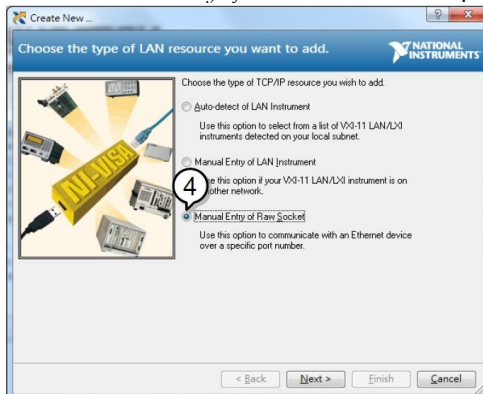 Create New ...
Choose the type of LAN resource you want to add.
NATIONAL
INSTRUMENTS
Choose the type of TCP/IP resource you wish to add.
Auto-detect of LAN Instrument
Use this option to select from a list of VXI-11 LAN/LXI
instruments detected on your local subnet.
Manual Entry of LAN Instrument
this option if your VXI-11 LAN/LXI instrument is on
other network.
4
Manual Entry of Raw Socket
Use this option to communicate with an Ethernet device
over a specific port number.
NI-VISA
< Back
Next >
Finish
Cancel